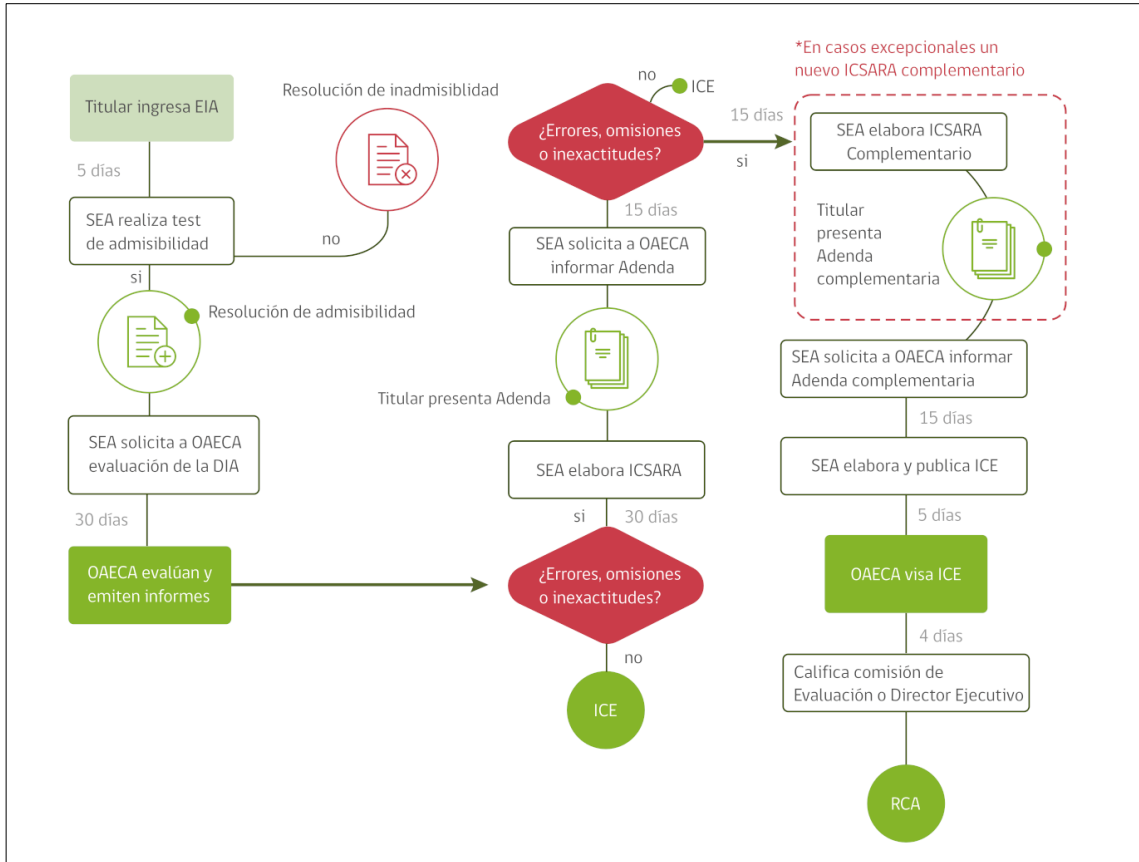 Titular ingresa EIA
5 días
SEA realiza test
de admisibilidad
no
Resolución de inadmisiblidad
si
Resolución de admisibilidad
SEA solicita a OAECA
evaluación de la DIA
30 días
OAECA evalúan y
emiten informes
¿Errores, omisiones
o inexactitudes?
no
ICE
si
30 días
SEA elabora ICSARA
Titular presenta Adenda
SEA solicita a OAECA
informar Adenda
15 días
¿Errores, omisiones
o inexactitudes?
no
ICE
15 días
si
*En casos excepcionales un
nuevo ICSARA complementario
SEA elabora ICSARA
Complementario
Titular
presenta
Adenda
complementaria
SEA solicita a OAECA informar
Adenda complementaria
15 días
SEA elabora y publica ICE
5 días
OAECA visa ICE
4 días
Califica comisión de
Evaluación o Director Ejecutivo
RCA